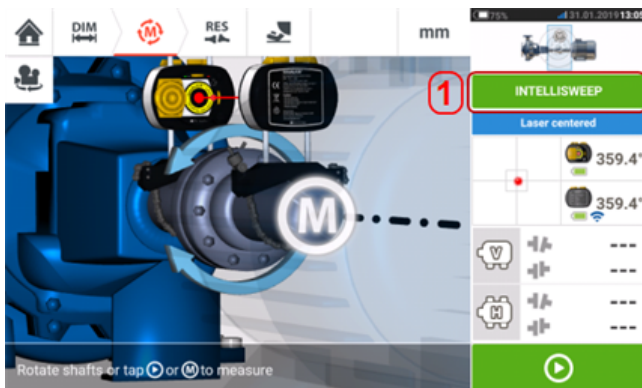 DIM
M
RES
mm
75%
31.01.2019 13:05
1
INTELLISWEEP
Laser centered
359.4°
359.4°
M
V
---
---
H
---
---
Rotate shafts or tap or M to measure